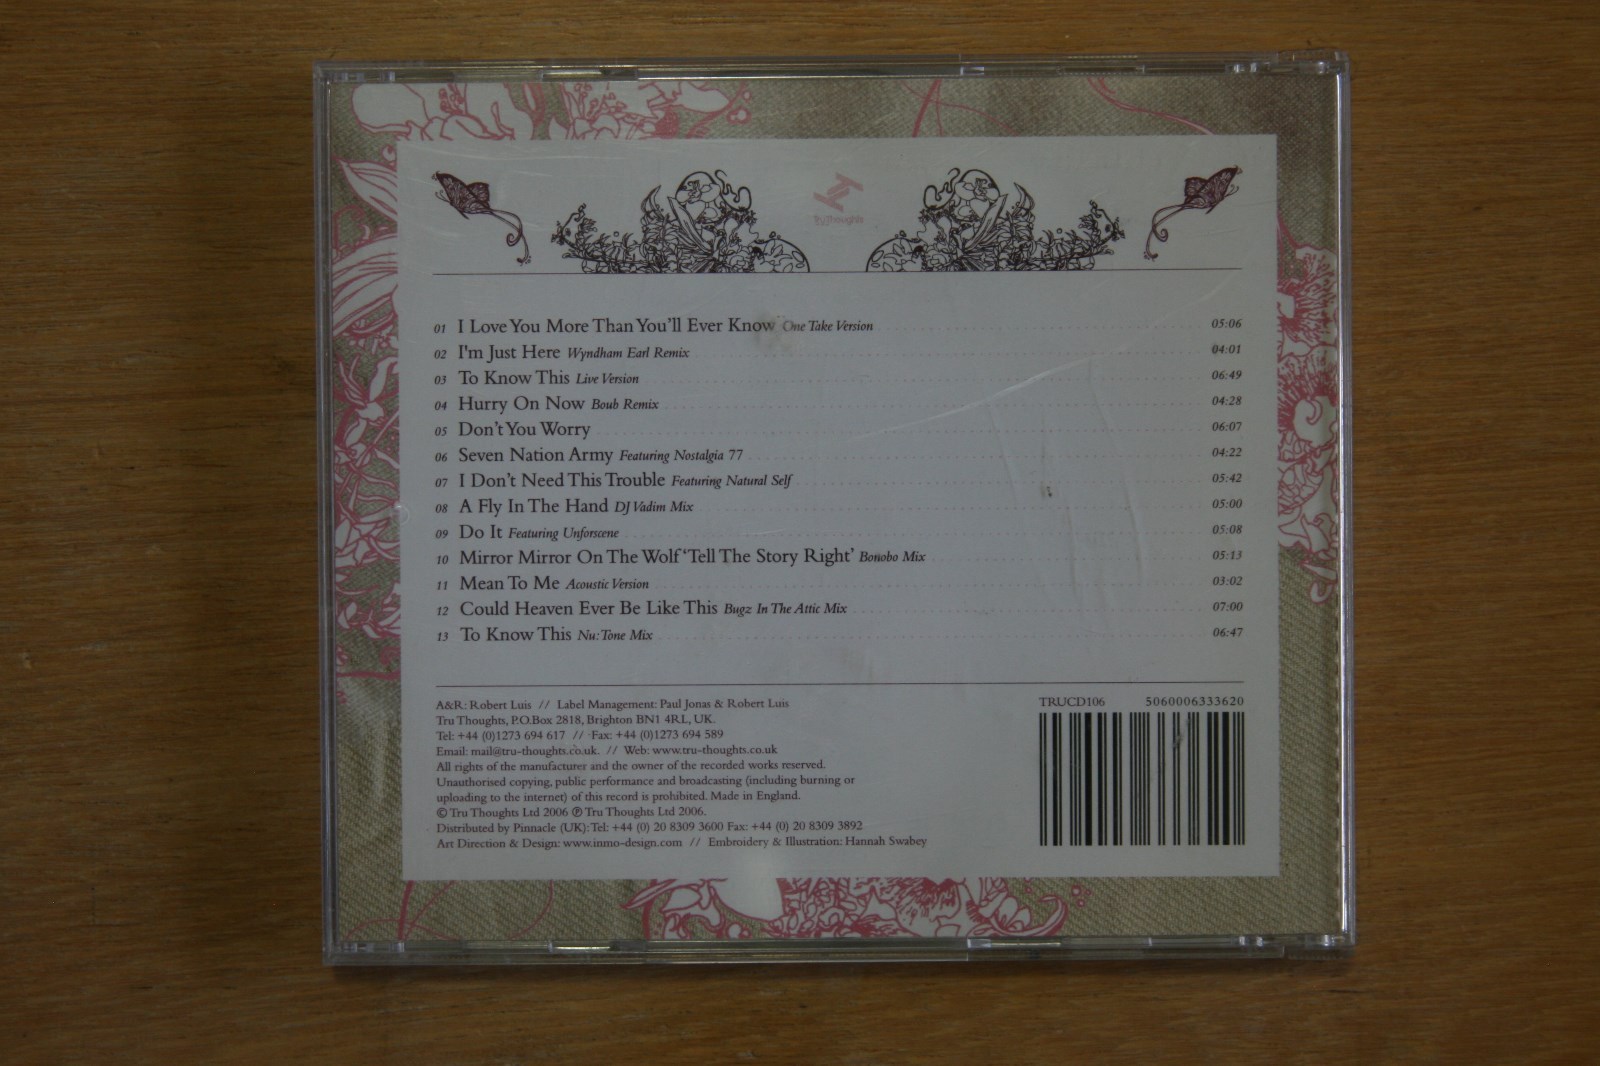 Tru Thoughts
01 I Love You More Than You'll Ever Know One Take Version 05:06
02 I'm Just Here Wyndham Earl Remix 04:01
03 To Know This Live Version 06:49
04 Hurry On Now Boub Remix 04:28
05 Don't You Worry 06:07
06 Seven Nation Army Featuring Nostalgia 77 04:22
07 I Don't Need This Trouble Featuring Natural Self 05:42
08 A Fly In The Hand DJ Vadim Mix 05:00
09 Do It Featuring Unforscene 05:08
10 Mirror Mirror On The Wolf 'Tell The Story Right' Bonobo Mix 05:13
11 Mean To Me Acoustic Version 03:02
12 Could Heaven Ever Be Like This Bugz In The Attic Mix 07:00
13 To Know This Nu:Tone Mix 06:47
A&R: Robert Luis // Label Management: Paul Jonas & Robert Luis
Tru Thoughts, P.O.Box 2818, Brighton BN1 4RL, UK.
Tel: +44 (0)1273 694 617 // Fax: +44 (0)1273 694 589
Email: mail@tru-thoughts.co.uk. // Web: www.tru-thoughts.co.uk
All rights of the manufacturer and the owner of the recorded works reserved.
Unauthorised copying, public performance and broadcasting (including burning or
uploading to the internet) of this record is prohibited. Made in England.
© Tru Thoughts Ltd 2006 ℗ Tru Thoughts Ltd 2006.
Distributed by Pinnacle (UK): Tel: +44 (0) 20 8309 3600 Fax: +44 (0) 20 8309 3892
Art Direction & Design: www.inmo-design.com // Embroidery & Illustration: Hannah Swabey
TRUCD106 5060006333620